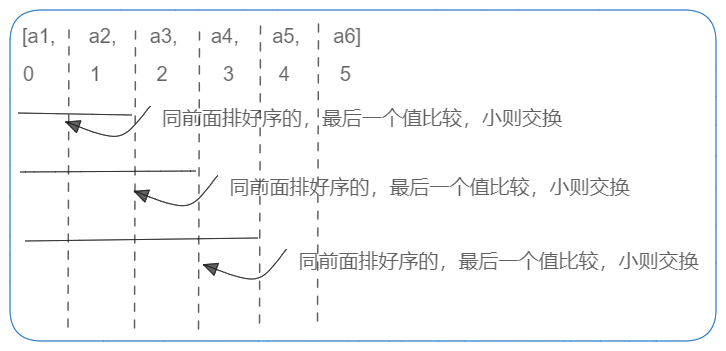 [a1, a2, a3, a4, a5, a6]
0 1 2 3 4 5
同前面排好序的，最后一个值比较，小则交换
同前面排好序的，最后一个值比较，小则交换
同前面排好序的，最后一个值比较，小则交换